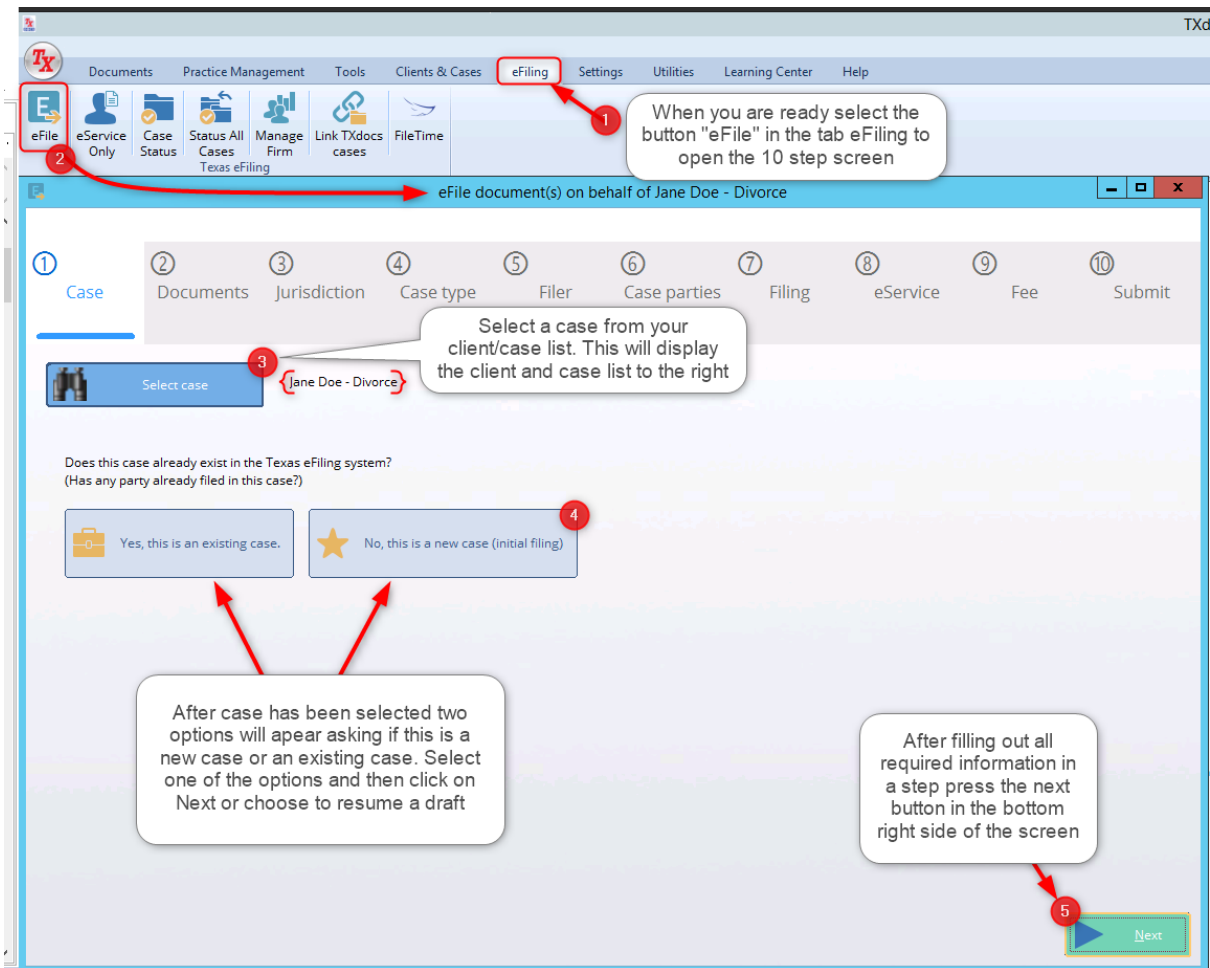 TX
TXd
TX
Documents Practice Management Tools Clients & Cases eFiling Settings Utilities Learning Center Help
1
When you are ready select the
button "eFile" in the tab eFiling to
open the 10 step screen
eFile
eService
Only
Case
Status
Status All
Cases
Manage
Firm
Link TXdocs
cases
FileTime
Texas eFiling
2
eFile document(s) on behalf of Jane Doe - Divorce
1 Case
2 Documents
3 Jurisdiction
4 Case type
5 Filer
6 Case parties
7 Filing
8 eService
9 Fee
10 Submit
Select a case from your
client/case list. This will display
the client and case list to the right
3
Select case
{Jane Doe - Divorce}
Does this case already exist in the Texas eFiling system?
(Has any party already filed in this case?)
4
Yes, this is an existing case.
No, this is a new case (initial filing)
After case has been selected two
options will apear asking if this is a
new case or an existing case. Select
one of the options and then click on
Next or choose to resume a draft
After filling out all
required information in
a step press the next
button in the bottom
right side of the screen
5
Next